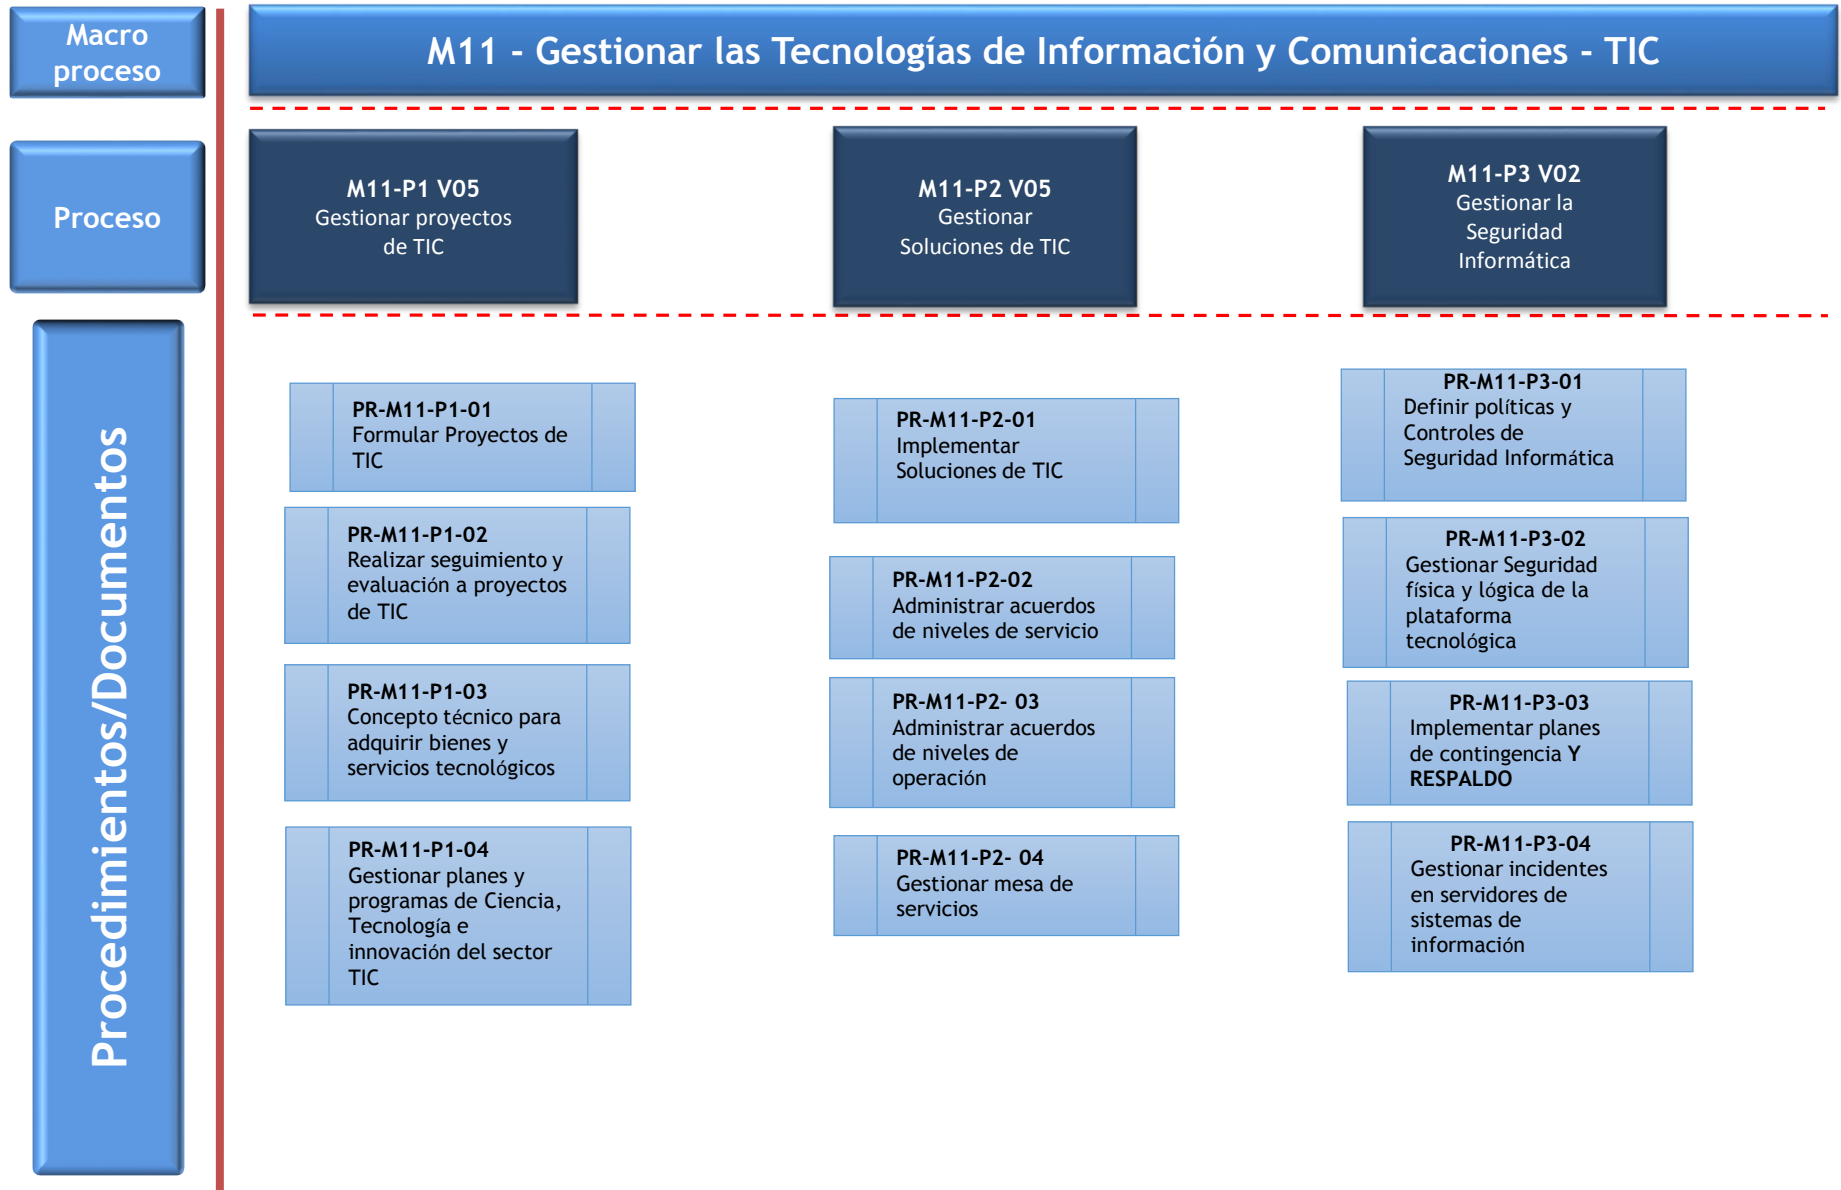 Macro
proceso
M11 - Gestionar las Tecnologías de Información y Comunicaciones - TIC
Proceso
M11-P1 V05
Gestionar proyectos
de TIC
M11-P2 V05
Gestionar
Soluciones de TIC
M11-P3 V02
Gestionar la
Seguridad
Informática
Procedimientos/Documentos
PR-M11-P1-01
Formular Proyectos de
TIC
PR-M11-P1-02
Realizar seguimiento y
evaluación a proyectos
de TIC
PR-M11-P1-03
Concepto técnico para
adquirir bienes y
servicios tecnológicos
PR-M11-P1-04
Gestionar planes y
programas de Ciencia,
Tecnología e
innovación del sector
TIC
PR-M11-P2-01
Implementar
Soluciones de TIC
PR-M11-P2-02
Administrar acuerdos
de niveles de servicio
PR-M11-P2- 03
Administrar acuerdos
de niveles de
operación
PR-M11-P2- 04
Gestionar mesa de
servicios
PR-M11-P3-01
Definir políticas y
Controles de
Seguridad Informática
PR-M11-P3-02
Gestionar Seguridad
física y lógica de la
plataforma
tecnológica
PR-M11-P3-03
Implementar planes
de contingencia Y
RESPALDO
PR-M11-P3-04
Gestionar incidentes
en servidores de
sistemas de
información